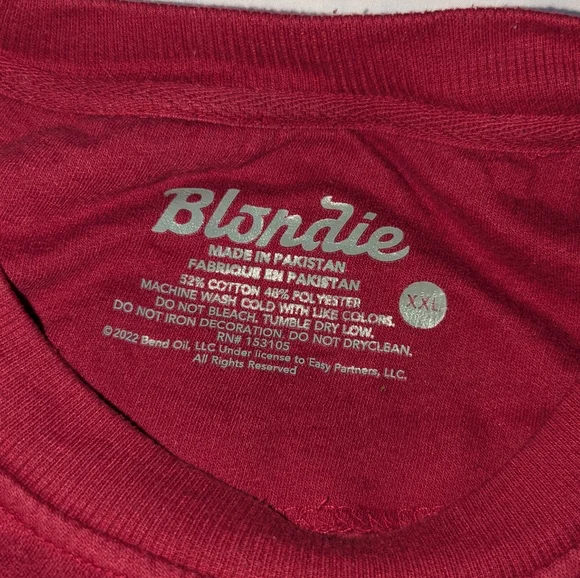 Blondie
MADE IN PAKISTAN
FABRIQUE EN PAKISTAN
52% COTTON 48% POLYESTER
MACHINE WASH COLD WITH LIKE COLORS.
DO NOT BLEACH. TUMBLE DRY LOW.
DO NOT IRON DECORATION. DO NOT DRYCLEAN.
RN# 153105
©2022 Bend Oil, LLC Under license to Easy Partners, LLC.
All Rights Reserved
XXL